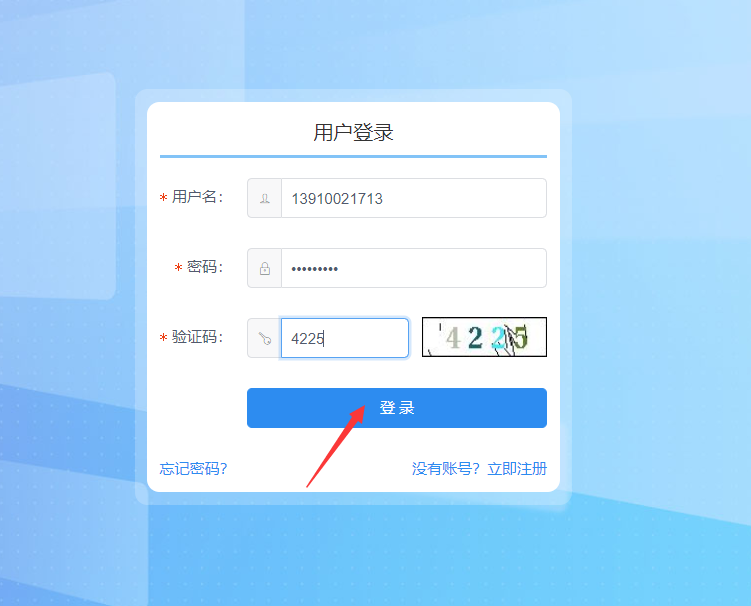 用户登录
* 用户名： 13910021713
* 密码： •••••••••
* 验证码： 4225 4225
登 录
忘记密码? 没有账号? 立即注册